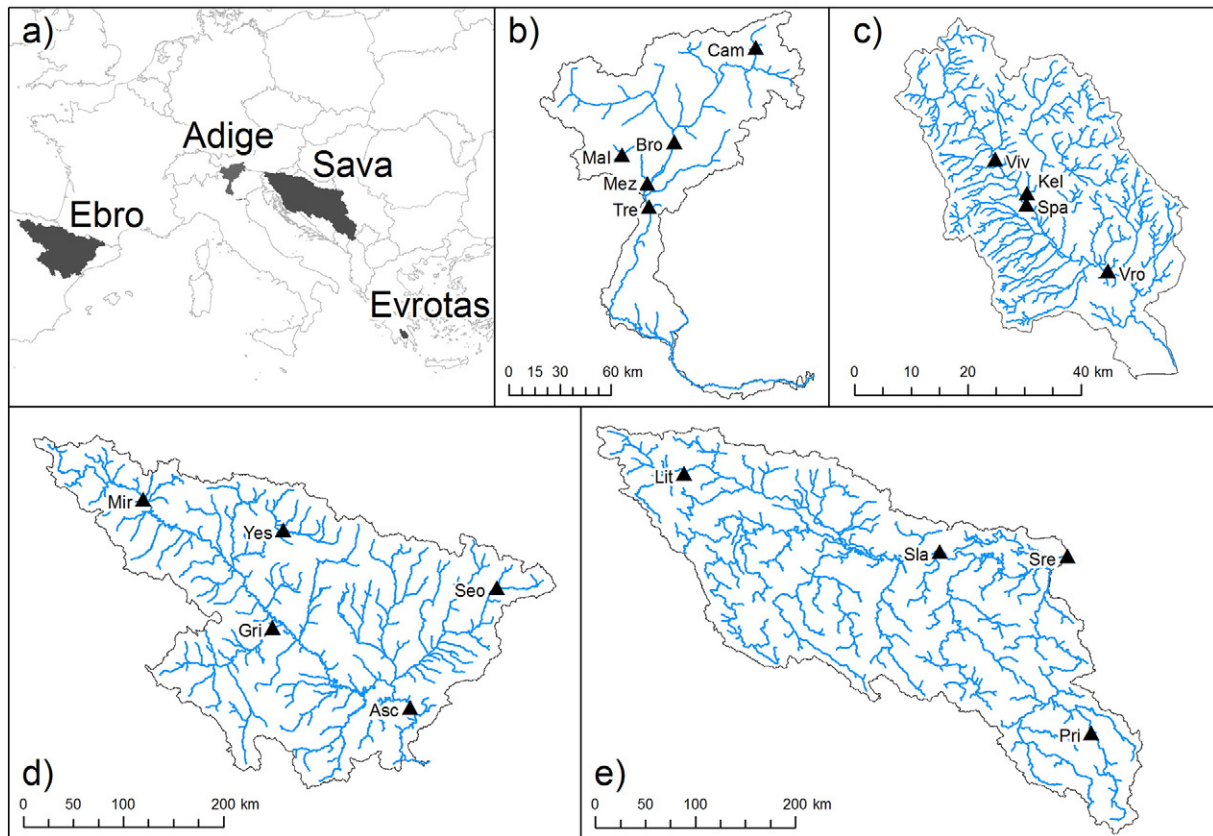 a)
Adige
Sava
Ebro
Evrotas
b)
Cam
Bro
Mal
Mez
Tre
0 15 30 60 km
c)
Viv
Kel
Spa
Vro
0 20 40 km
d)
Mir
Yes
Seo
Gri
Asc
0 50 100 200 km
e)
Lit
Sla
Sre
Pri
0 50 100 200 km